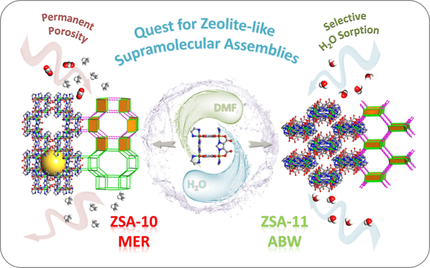 Permanent
Porosity
Quest for Zeolite-like
Supramolecular Assemblies
Selective
H₂O Sorption
DMF
H₂O
ZSA-10
MER
ZSA-11
ABW